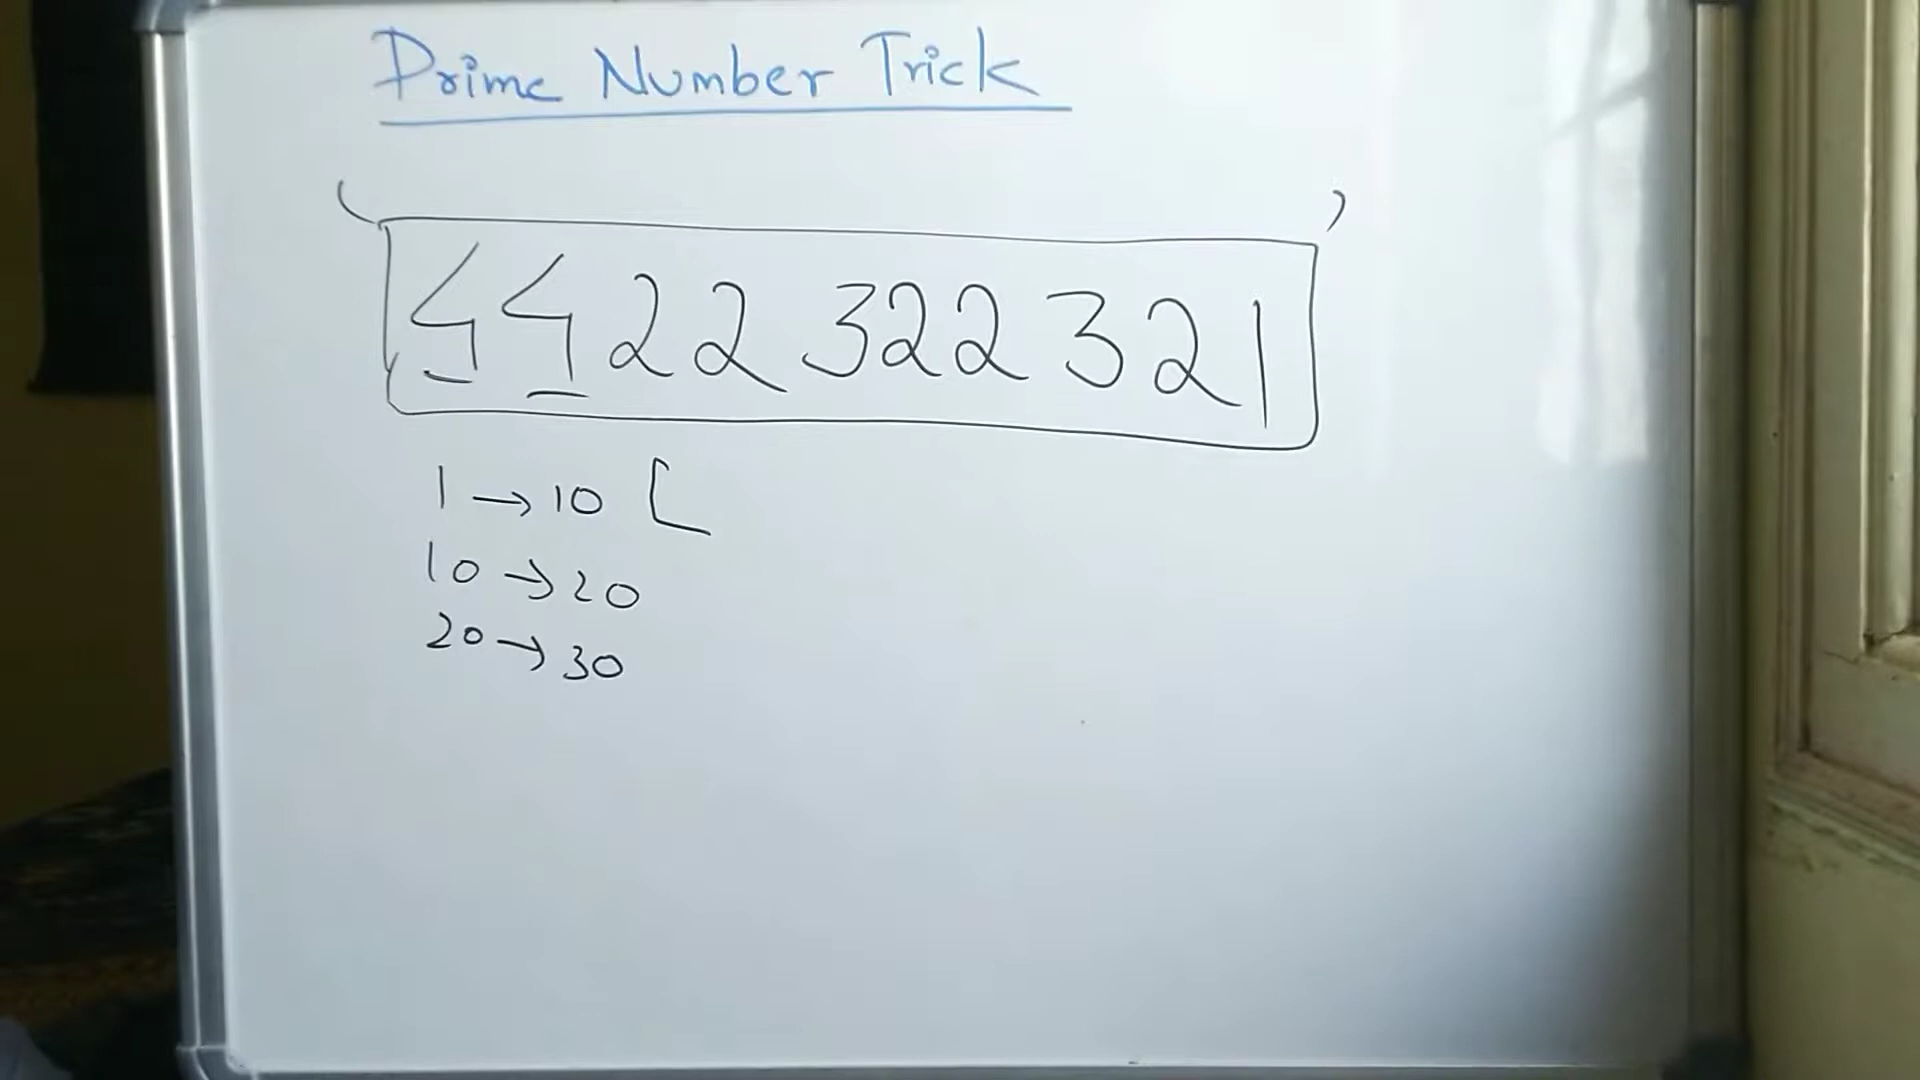 Prime Number Trick
4422322321
1 → 10 [
10 → 20
20 → 30